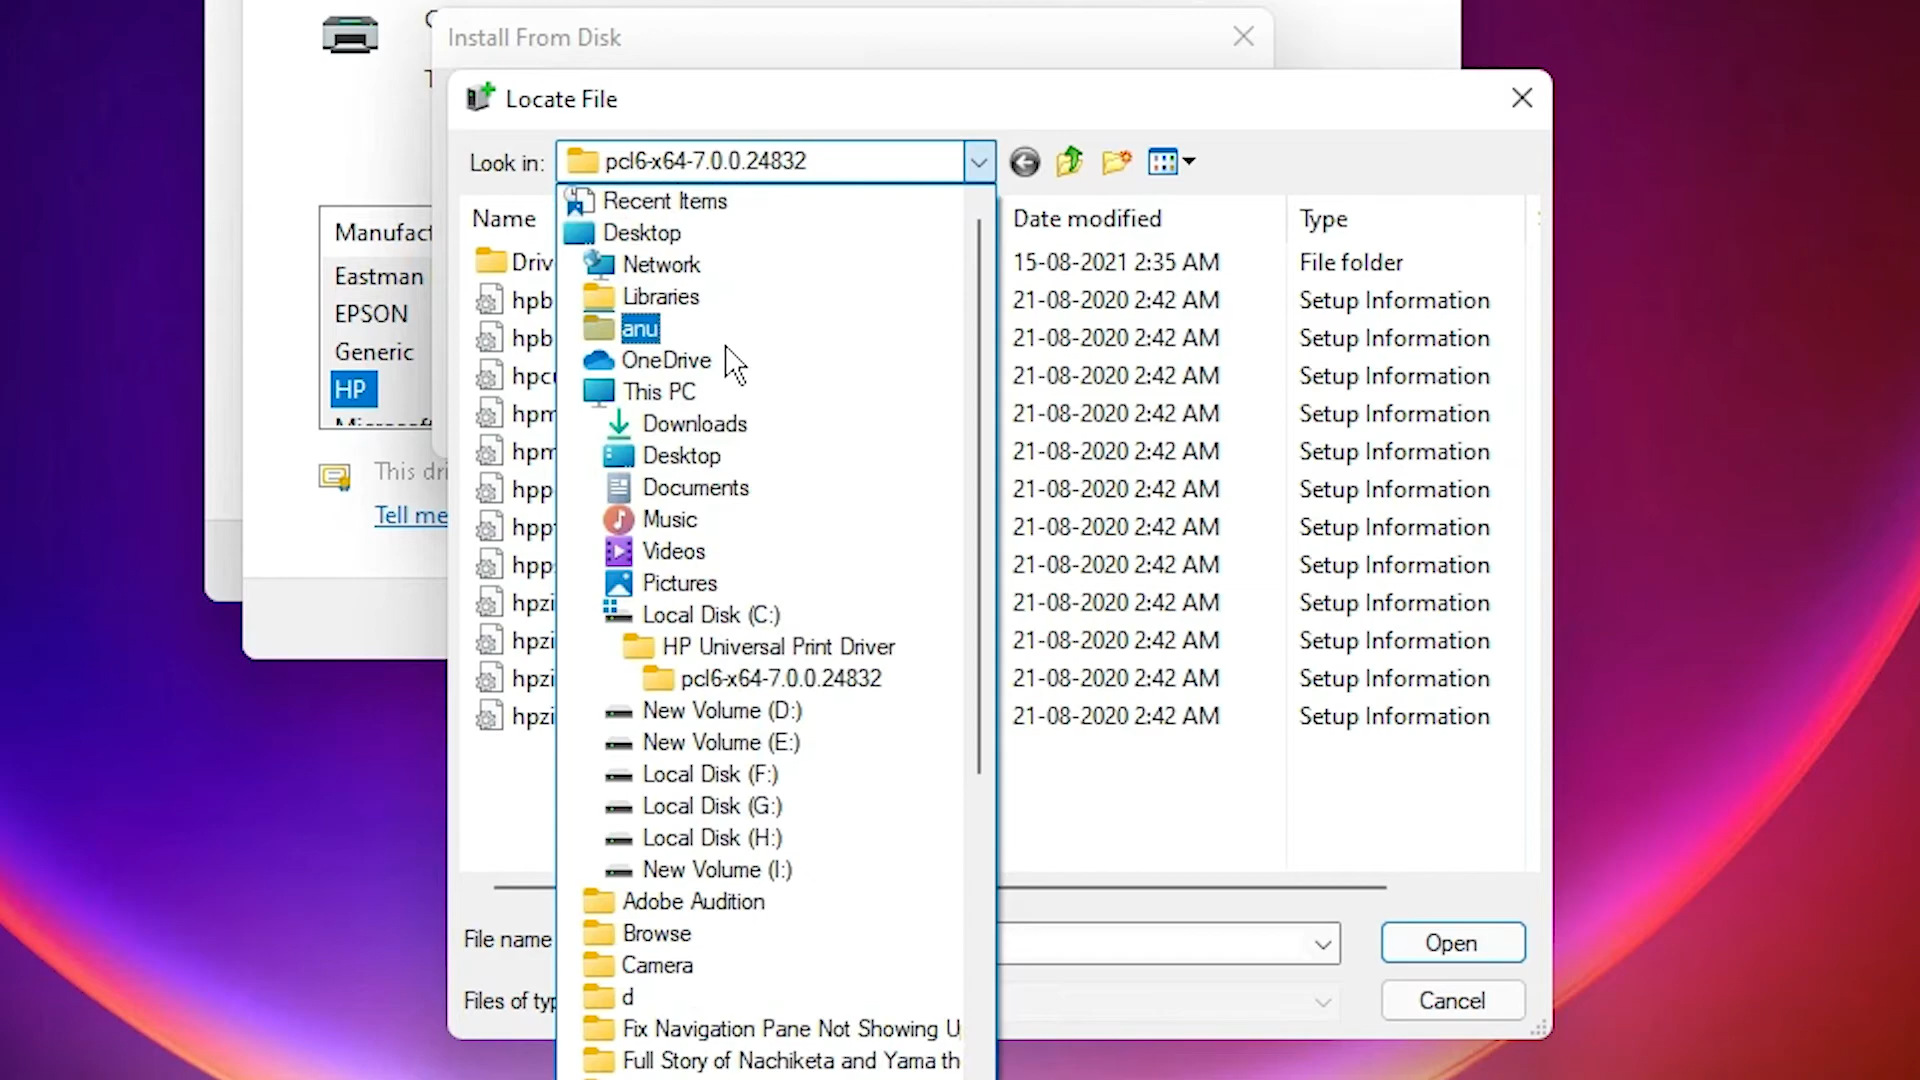 Install From Disk
Locate File
Look in: pcl6-x64-7.0.0.24832
Manufact
Eastman
EPSON
Generic
HP
This dri
Tell me
Recent Items
Desktop
Network
Libraries
anu
OneDrive
This PC
Downloads
Desktop
Documents
Music
Videos
Pictures
Local Disk (C:)
HP Universal Print Driver
pcl6-x64-7.0.0.24832
New Volume (D:)
New Volume (E:)
Local Disk (F:)
Local Disk (G:)
Local Disk (H:)
New Volume (I:)
Adobe Audition
Browse
Camera
d
Fix Navigation Pane Not Showing U
Full Story of Nachiketa and Yama th
Name Date modified Type
Driv 15-08-2021 2:35 AM File folder
hpb 21-08-2020 2:42 AM Setup Information
hpb 21-08-2020 2:42 AM Setup Information
hpc 21-08-2020 2:42 AM Setup Information
hpm 21-08-2020 2:42 AM Setup Information
hpm 21-08-2020 2:42 AM Setup Information
hpp 21-08-2020 2:42 AM Setup Information
hpp 21-08-2020 2:42 AM Setup Information
hpp 21-08-2020 2:42 AM Setup Information
hpzi 21-08-2020 2:42 AM Setup Information
hpzi 21-08-2020 2:42 AM Setup Information
hpzi 21-08-2020 2:42 AM Setup Information
hpzi 21-08-2020 2:42 AM Setup Information
File name
Open
Files of typ
Cancel